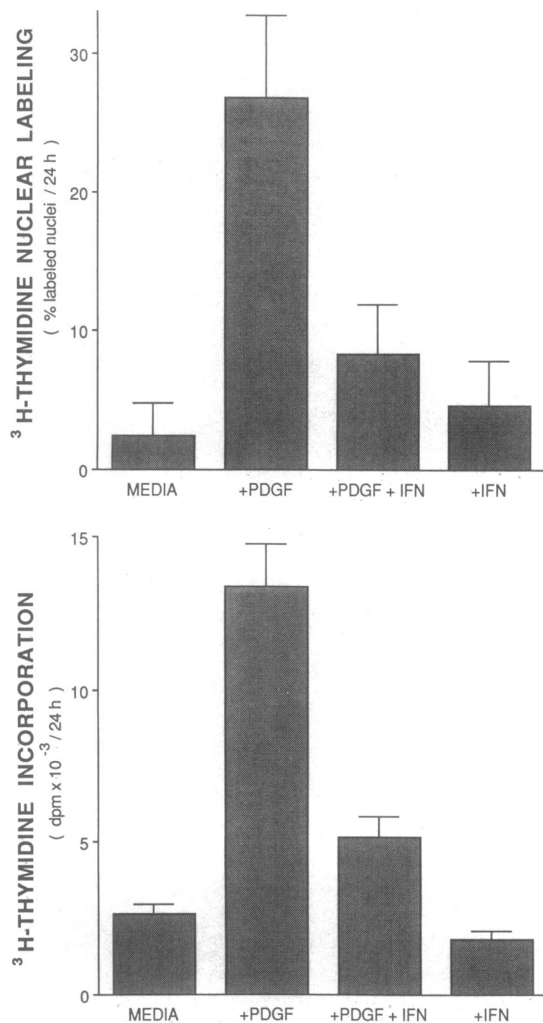 ³H-THYMIDINE NUCLEAR LABELING
( % labeled nuclei / 24 h )
30
20
10
0
MEDIA +PDGF +PDGF + IFN +IFN
³H-THYMIDINE INCORPORATION
( dpm x 10⁻³ / 24 h )
15
10
5
0
MEDIA +PDGF +PDGF + IFN +IFN